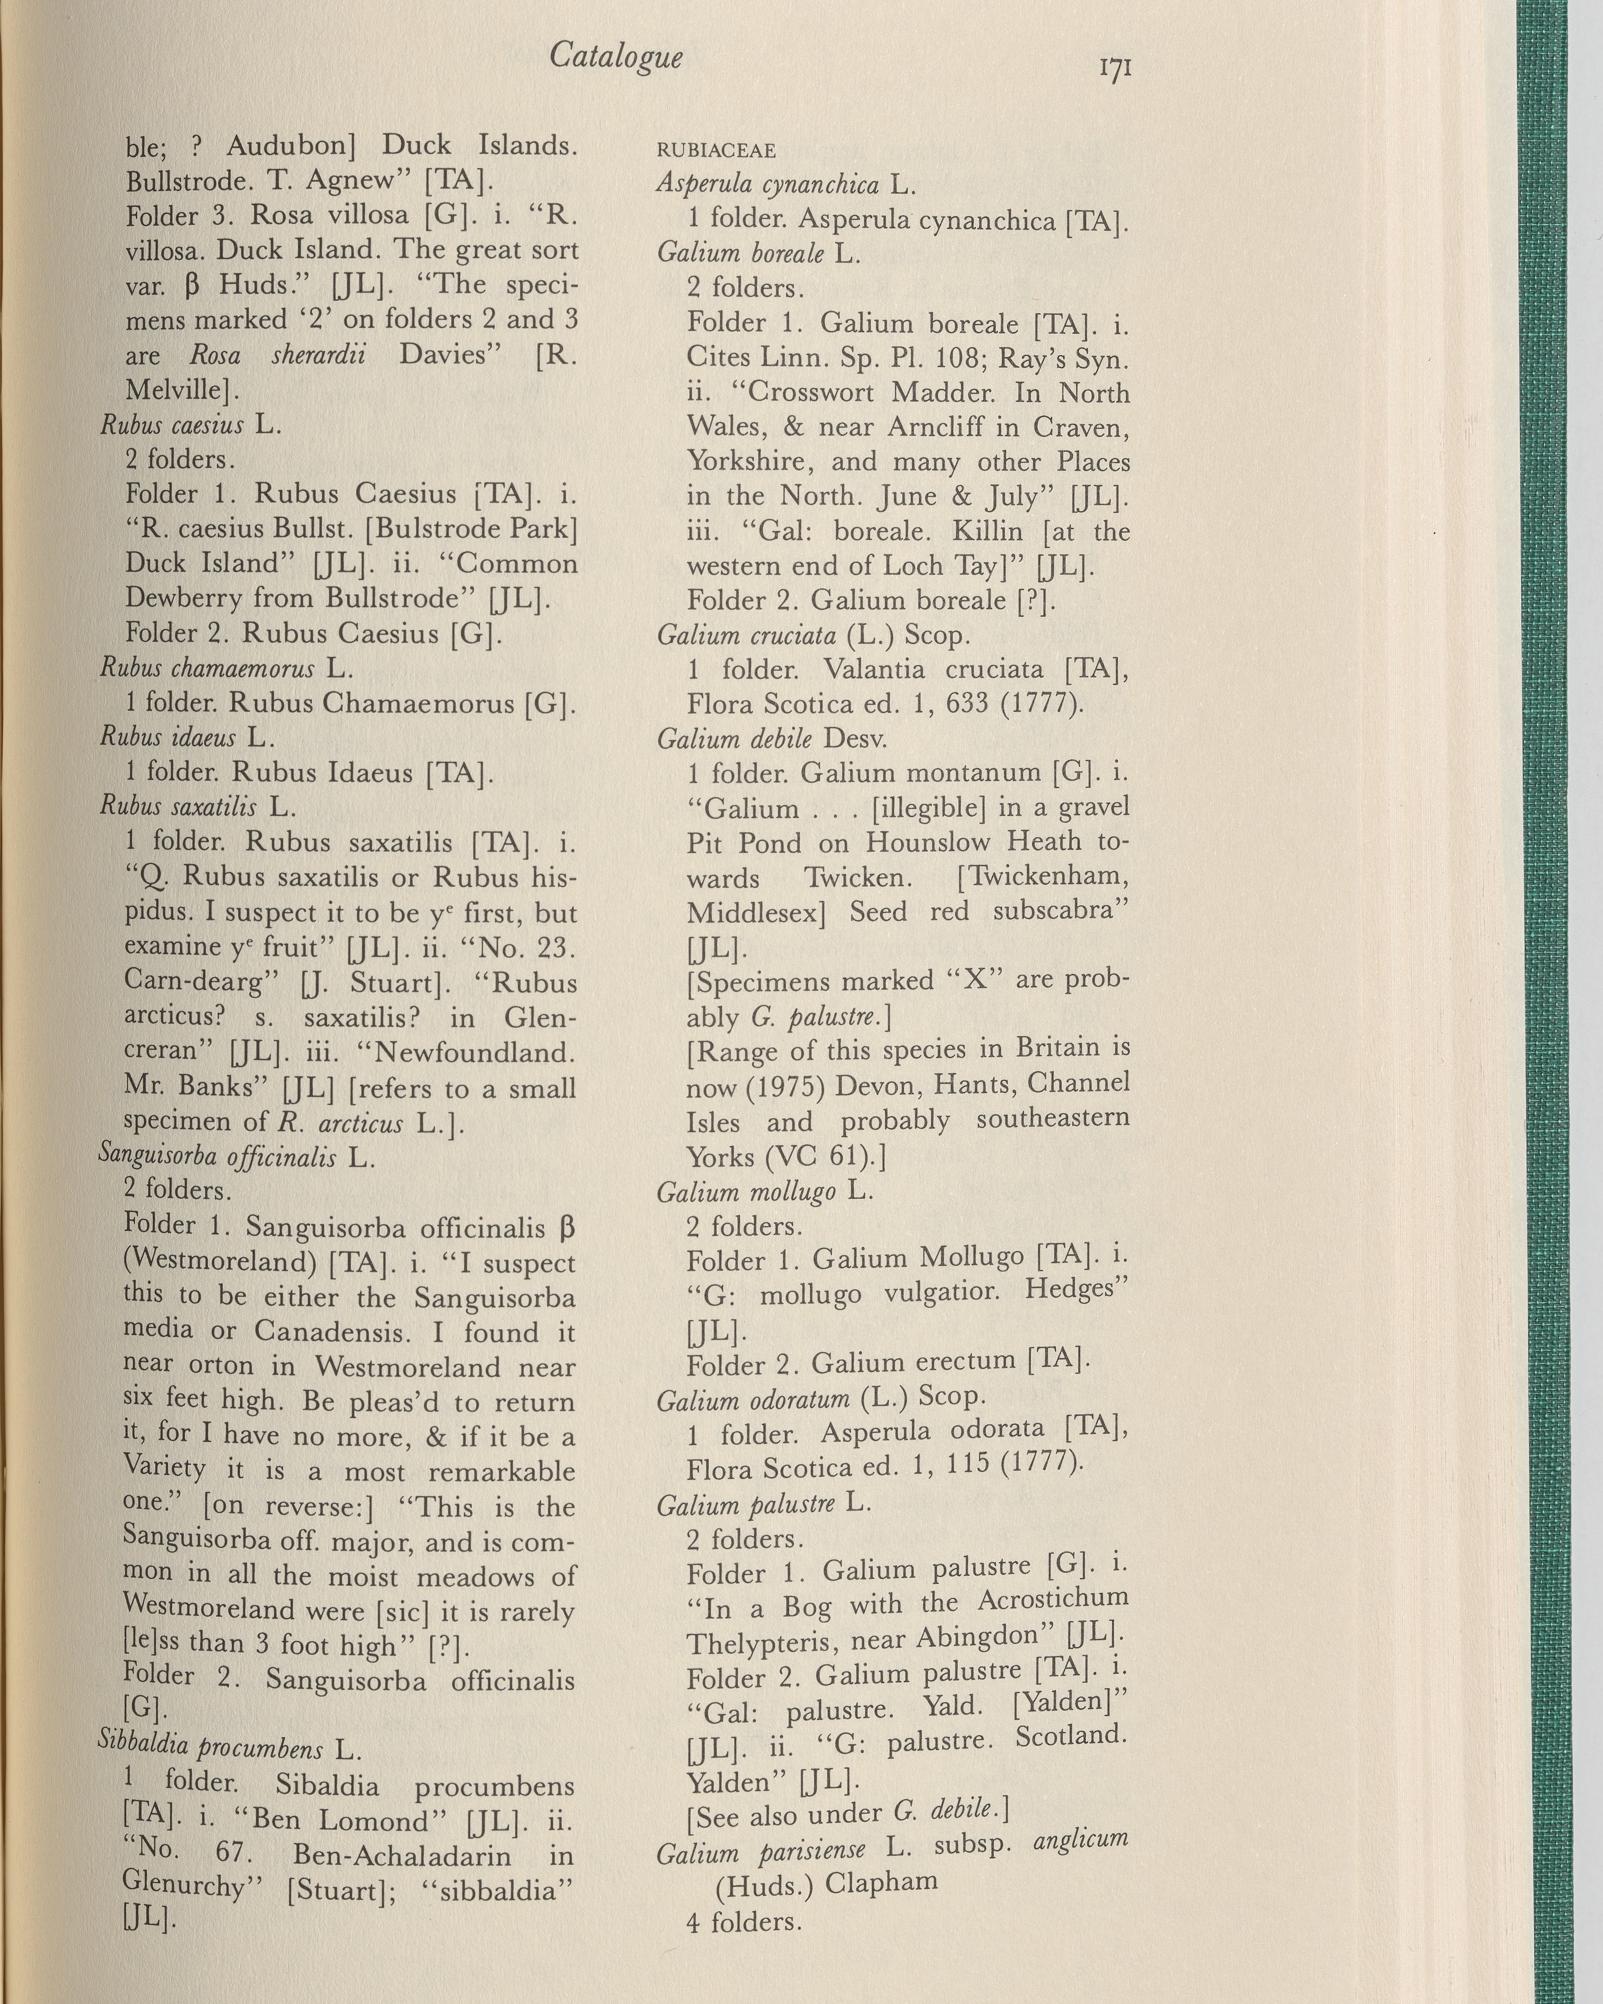 Catalogue
171
ble; ? Audubon] Duck Islands.
Bullstrode. T. Agnew” [TA].
Folder 3. Rosa villosa [G]. i. “R.
villosa. Duck Island. The great sort
var. β Huds.” [JL]. “The speci-
mens marked ‘2’ on folders 2 and 3
are Rosa sherardii Davies” [R.
Melville].
Rubus caesius L.
2 folders.
Folder 1. Rubus Caesius [TA]. i.
“R. caesius Bullst. [Bulstrode Park]
Duck Island” [JL]. ii. “Common
Dewberry from Bullstrode” [JL].
Folder 2. Rubus Caesius [G].
Rubus chamaemorus L.
1 folder. Rubus Chamaemorus [G].
Rubus idaeus L.
1 folder. Rubus Idaeus [TA].
Rubus saxatilis L.
1 folder. Rubus saxatilis [TA]. i.
“Q. Rubus saxatilis or Rubus his-
pidus. I suspect it to be yᵉ first, but
examine yᵉ fruit” [JL]. ii. “No. 23.
Carn-dearg” [J. Stuart]. “Rubus
arcticus? s. saxatilis? in Glen-
creran” [JL]. iii. “Newfoundland.
Mr. Banks” [JL] [refers to a small
specimen of R. arcticus L.].
Sanguisorba officinalis L.
2 folders.
Folder 1. Sanguisorba officinalis β
(Westmoreland) [TA]. i. “I suspect
this to be either the Sanguisorba
media or Canadensis. I found it
near orton in Westmoreland near
six feet high. Be pleas’d to return
it, for I have no more, & if it be a
Variety it is a most remarkable
one.” [on reverse:] “This is the
Sanguisorba off. major, and is com-
mon in all the moist meadows of
Westmoreland were [sic] it is rarely
[le]ss than 3 foot high” [?].
Folder 2. Sanguisorba officinalis
[G].
Sibbaldia procumbens L.
1 folder. Sibaldia procumbens
[TA]. i. “Ben Lomond” [JL]. ii.
“No. 67. Ben-Achaladarin in
Glenurchy” [Stuart]; “sibbaldia”
[JL].
RUBIACEAE
Asperula cynanchica L.
1 folder. Asperula cynanchica [TA].
Galium boreale L.
2 folders.
Folder 1. Galium boreale [TA]. i.
Cites Linn. Sp. Pl. 108; Ray’s Syn.
ii. “Crosswort Madder. In North
Wales, & near Arncliff in Craven,
Yorkshire, and many other Places
in the North. June & July” [JL].
iii. “Gal: boreale. Killin [at the
western end of Loch Tay]” [JL].
Folder 2. Galium boreale [?].
Galium cruciata (L.) Scop.
1 folder. Valantia cruciata [TA],
Flora Scotica ed. 1, 633 (1777).
Galium debile Desv.
1 folder. Galium montanum [G]. i.
“Galium . . . [illegible] in a gravel
Pit Pond on Hounslow Heath to-
wards Twicken. [Twickenham,
Middlesex] Seed red subscabra”
[JL].
[Specimens marked “X” are prob-
ably G. palustre.]
[Range of this species in Britain is
now (1975) Devon, Hants, Channel
Isles and probably southeastern
Yorks (VC 61).]
Galium mollugo L.
2 folders.
Folder 1. Galium Mollugo [TA]. i.
“G: mollugo vulgatior. Hedges”
[JL].
Folder 2. Galium erectum [TA].
Galium odoratum (L.) Scop.
1 folder. Asperula odorata [TA],
Flora Scotica ed. 1, 115 (1777).
Galium palustre L.
2 folders.
Folder 1. Galium palustre [G]. i.
“In a Bog with the Acrostichum
Thelypteris, near Abingdon” [JL].
Folder 2. Galium palustre [TA]. i.
“Gal: palustre. Yald. [Yalden]”
[JL]. ii. “G: palustre. Scotland.
Yalden” [JL].
[See also under G. debile.]
Galium parisiense L. subsp. anglicum
(Huds.) Clapham
4 folders.